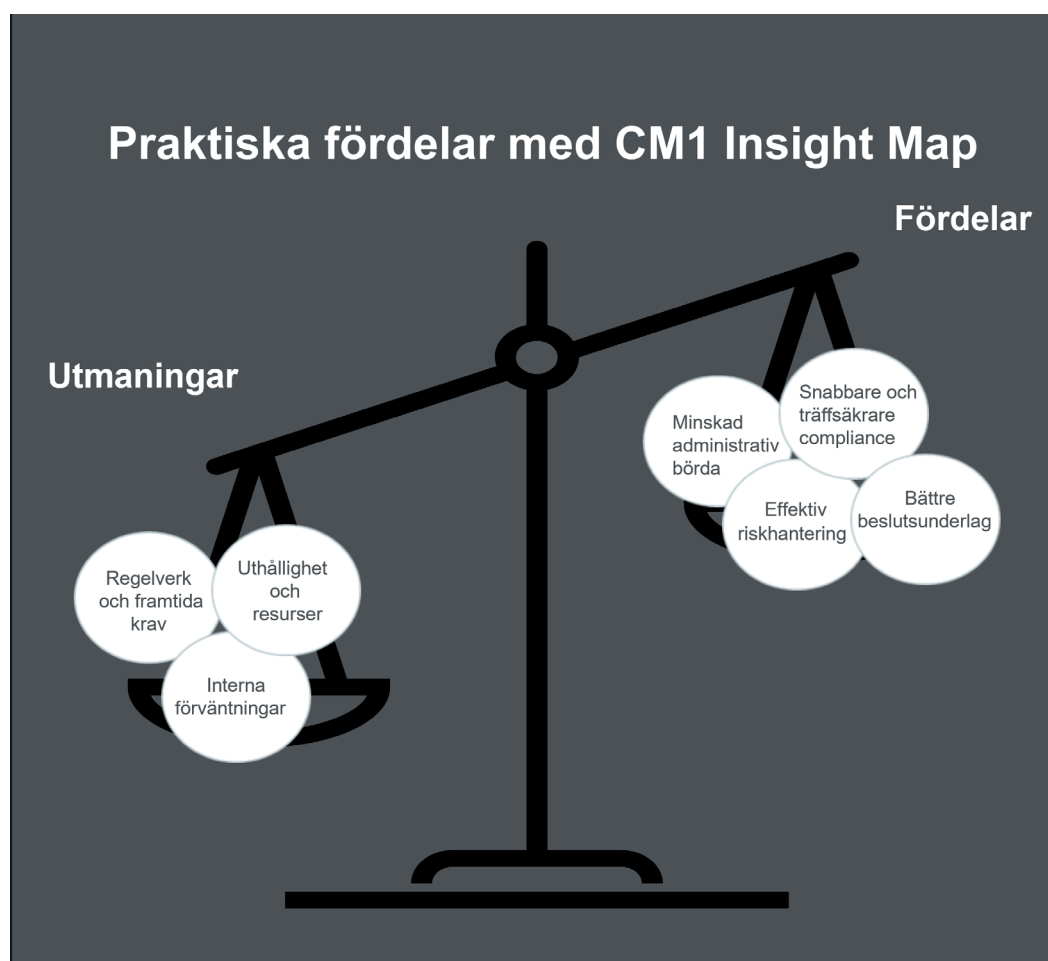 Praktiska fördelar med CM1 Insight Map
Fördelar
Utmaningar
Regelverk
och framtida
krav
Uthållighet
och
resurser
Interna
förväntningar
Minskad
administrativ
börda
Snabbare och
träffsäkrare
compliance
Effektiv
riskhantering
Bättre
beslutsunderlag